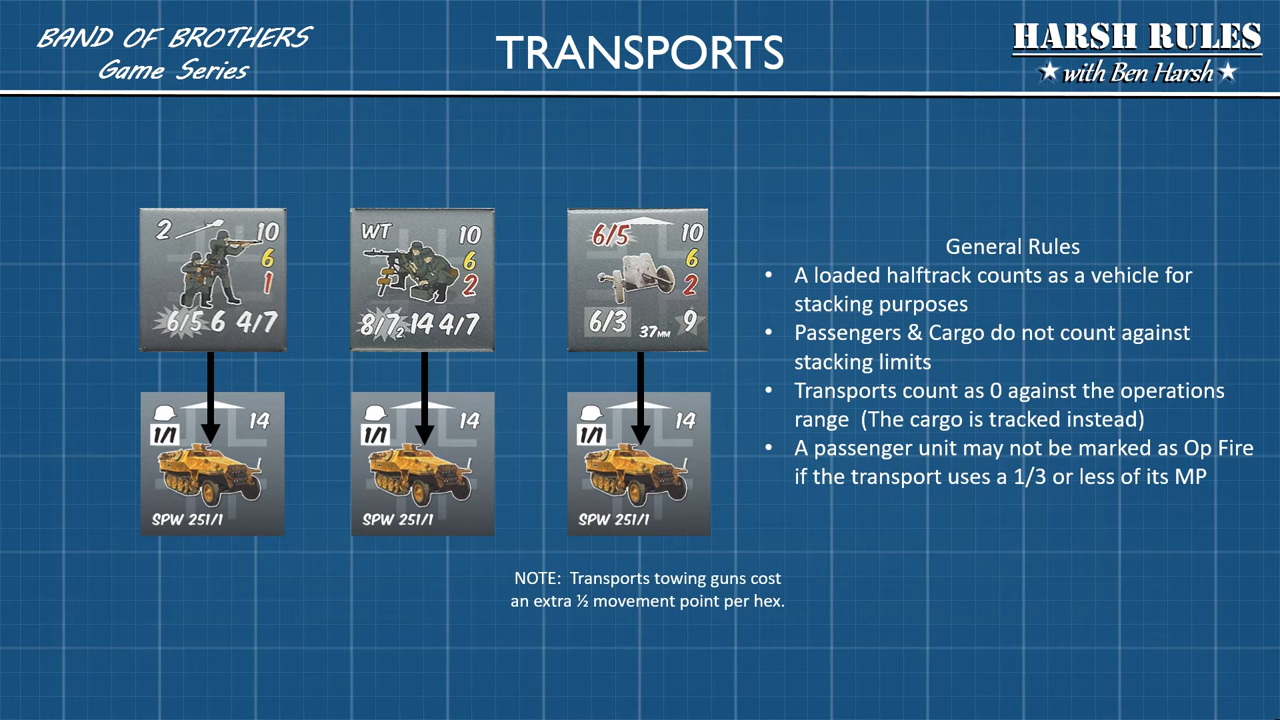 BAND OF BROTHERS
Game Series
TRANSPORTS
HARSH RULES
with Ben Harsh
2 10
6
1
6/5 6 4/7
WT 10
6
2
8/7 2 14 4/7
6/5 10
6
2
6/3 37MM 9
14
1/1
SPW 251/1
14
1/1
SPW 251/1
14
1/1
SPW 251/1
General Rules
• A loaded halftrack counts as a vehicle for
stacking purposes
• Passengers & Cargo do not count against
stacking limits
• Transports count as 0 against the operations
range (The cargo is tracked instead)
• A passenger unit may not be marked as Op Fire
if the transport uses a 1/3 or less of its MP
NOTE: Transports towing guns cost
an extra ½ movement point per hex.